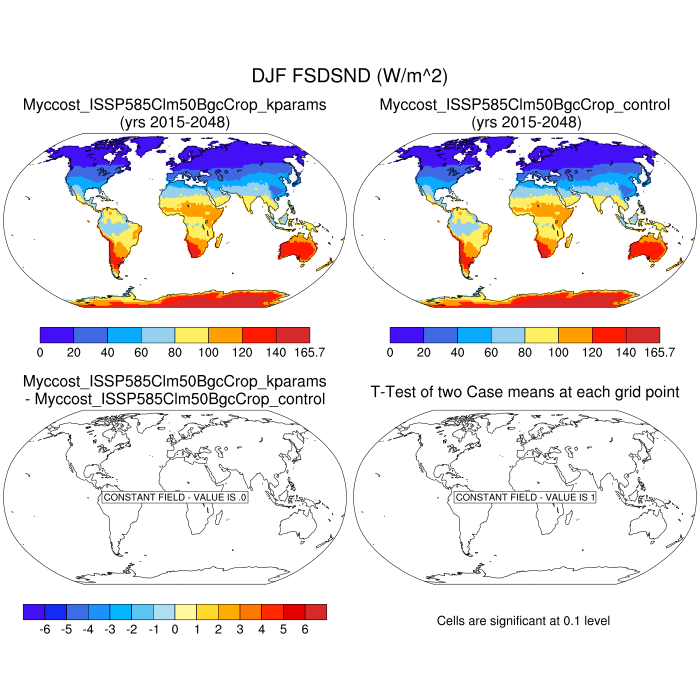 DJF FSDSND (W/m^2)
Myccost_ISSP585Clm50BgcCrop_kparams
(yrs 2015-2048)
Myccost_ISSP585Clm50BgcCrop_control
(yrs 2015-2048)
0 20 40 60 80 100 120 140 165.7
0 20 40 60 80 100 120 140 165.7
Myccost_ISSP585Clm50BgcCrop_kparams
- Myccost_ISSP585Clm50BgcCrop_control
T-Test of two Case means at each grid point
CONSTANT FIELD - VALUE IS .0
CONSTANT FIELD - VALUE IS 1
-6 -5 -4 -3 -2 -1 0 1 2 3 4 5 6
Cells are significant at 0.1 level